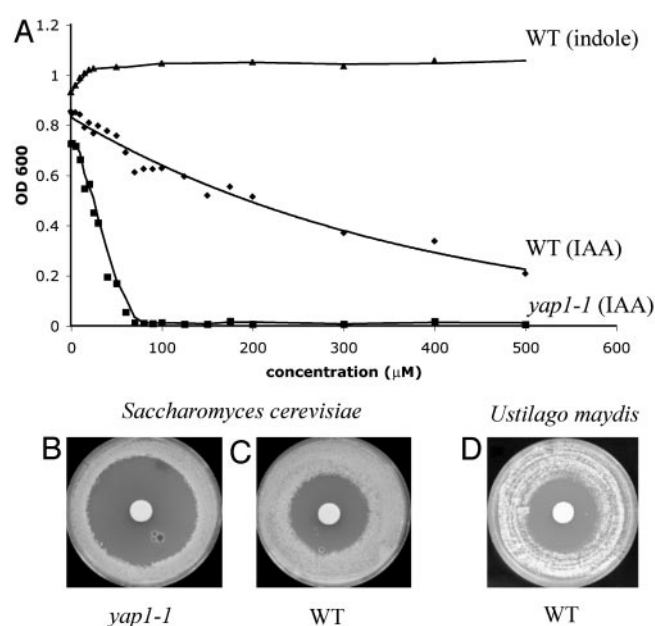 A
1.2
1
0.8
0.6
0.4
0.2
0
OD 600
0 100 200 300 400 500 600
concentration (µM)
WT (indole)
WT (IAA)
yap1-1 (IAA)
Saccharomyces cerevisiae
Ustilago maydis
B
C
D
yap1-1
WT
WT